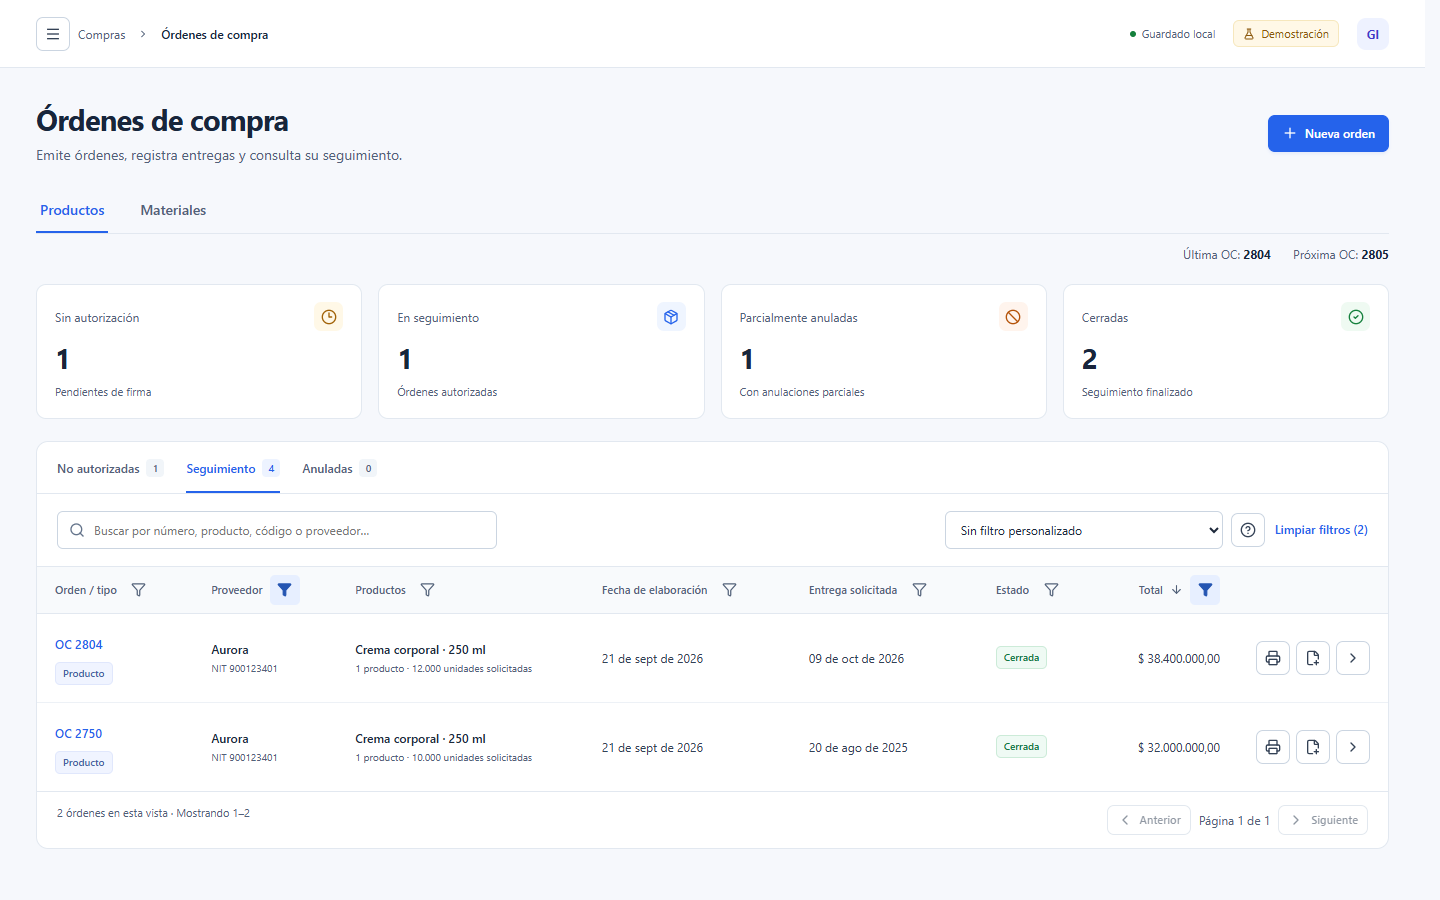 Compras > Órdenes de compra
Guardado local
Demostración
GI
Órdenes de compra
Emite órdenes, registra entregas y consulta su seguimiento.
+ Nueva orden
Productos Materiales
Última OC: 2804 Próxima OC: 2805
Sin autorización
1
Pendientes de firma
En seguimiento
1
Órdenes autorizadas
Parcialmente anuladas
1
Con anulaciones parciales
Cerradas
2
Seguimiento finalizado
No autorizadas 1 Seguimiento 4 Anuladas 0
Buscar por número, producto, código o proveedor...
Sin filtro personalizado
Limpiar filtros (2)
Orden / tipo Proveedor Productos Fecha de elaboración Entrega solicitada Estado Total ↓
OC 2804
Producto
Aurora
NIT 900123401
Crema corporal · 250 ml
1 producto · 12.000 unidades solicitadas
21 de sept de 2026
09 de oct de 2026
Cerrada
$ 38.400.000,00
OC 2750
Producto
Aurora
NIT 900123401
Crema corporal · 250 ml
1 producto · 10.000 unidades solicitadas
21 de sept de 2026
20 de ago de 2025
Cerrada
$ 32.000.000,00
2 órdenes en esta vista · Mostrando 1–2
Anterior Página 1 de 1 Siguiente